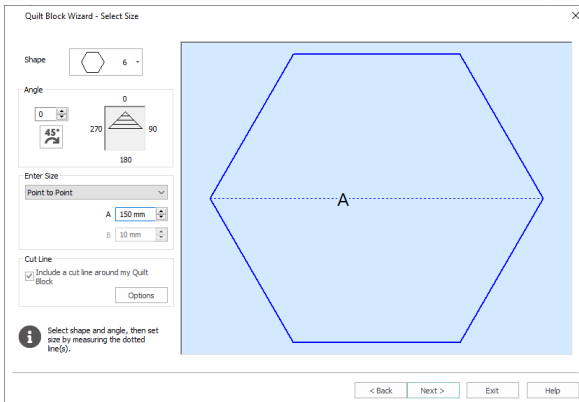 Quilt Block Wizard - Select Size
Shape
6
Angle
0
0
45°
270
90
180
Enter Size
Point to Point
A 150 mm
B 10 mm
Cut Line
Include a cut line around my Quilt
Block
Options
Select shape and angle, then set
size by measuring the dotted
line(s).
A
< Back Next > Exit Help